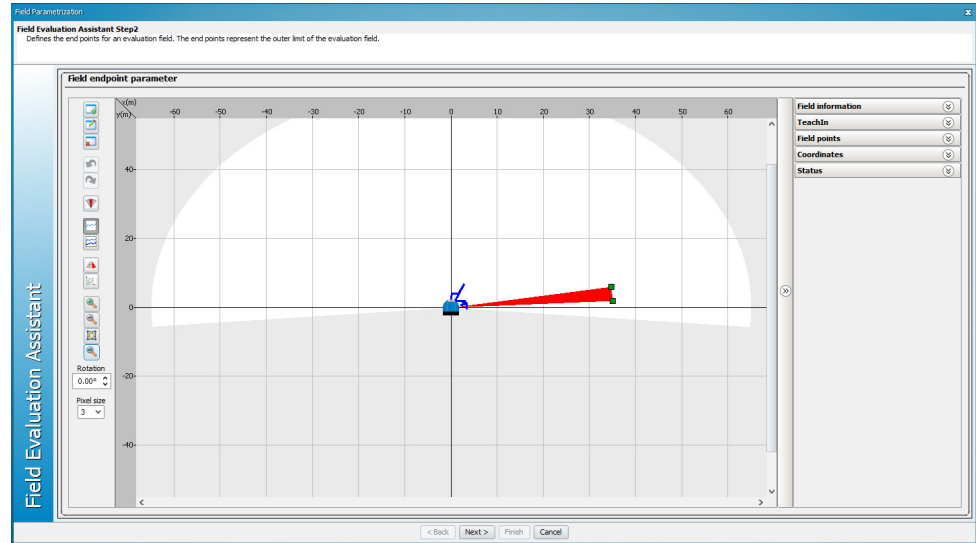 Field Parametrization
Field Evaluation Assistant Step2
Defines the end points for an evaluation field. The end points represent the outer limit of the evaluation field.
Field endpoint parameter
x(m)
y(m)
-60 -50 -40 -30 -20 -10 0 10 20 30 40 50 60
40
20
0
-20
-40
Rotation
0.00°
Pixel size
3
Field information
TeachIn
Field points
Coordinates
Status
Field Evaluation Assistant
< Back Next > Finish Cancel